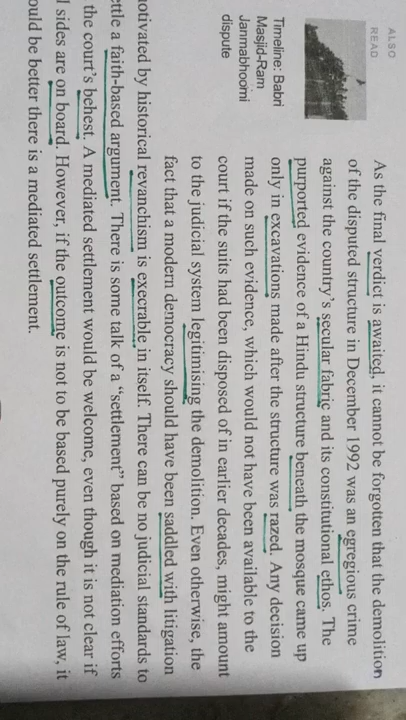 ALSO
READ
Timeline: Babri
Masjid-Ram
Janmabhoomi
dispute
As the final verdict is awaited, it cannot be forgotten that the demolition
of the disputed structure in December 1992 was an egregious crime
against the country's secular fabric and its constitutional ethos. The
purported evidence of a Hindu structure beneath the mosque came up
only in excavations made after the structure was razed. Any decision
made on such evidence, which would not have been available to the
court if the suits had been disposed of in earlier decades, might amount
to the judicial system legitimising the demolition. Even otherwise, the
fact that a modern democracy should have been saddled with litigation
motivated by historical revanchism is execrable in itself. There can be no judicial standards to
ettle a faith-based argument. There is some talk of a “settlement” based on mediation efforts
the court's behest. A mediated settlement would be welcome, even though it is not clear if
l sides are on board. However, if the outcome is not to be based purely on the rule of law, it
ould be better there is a mediated settlement.